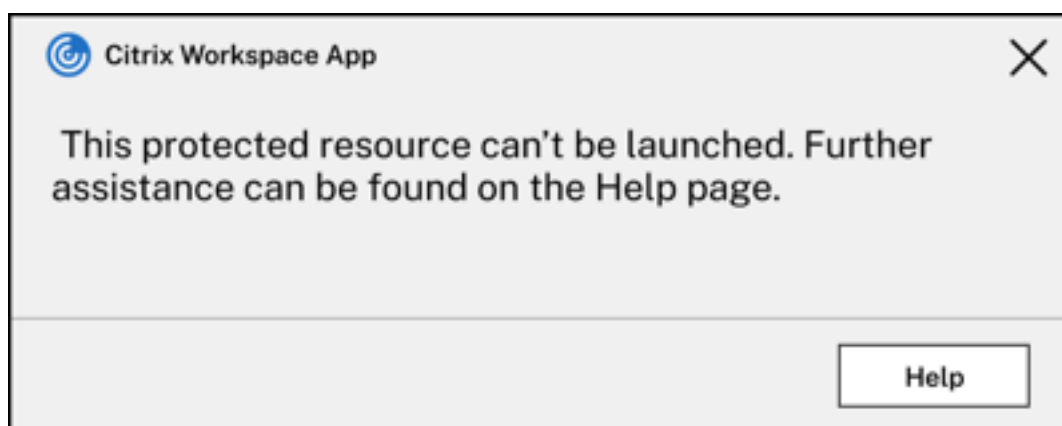 Citrix Workspace App
This protected resource can’t be launched. Further
assistance can be found on the Help page.
Help